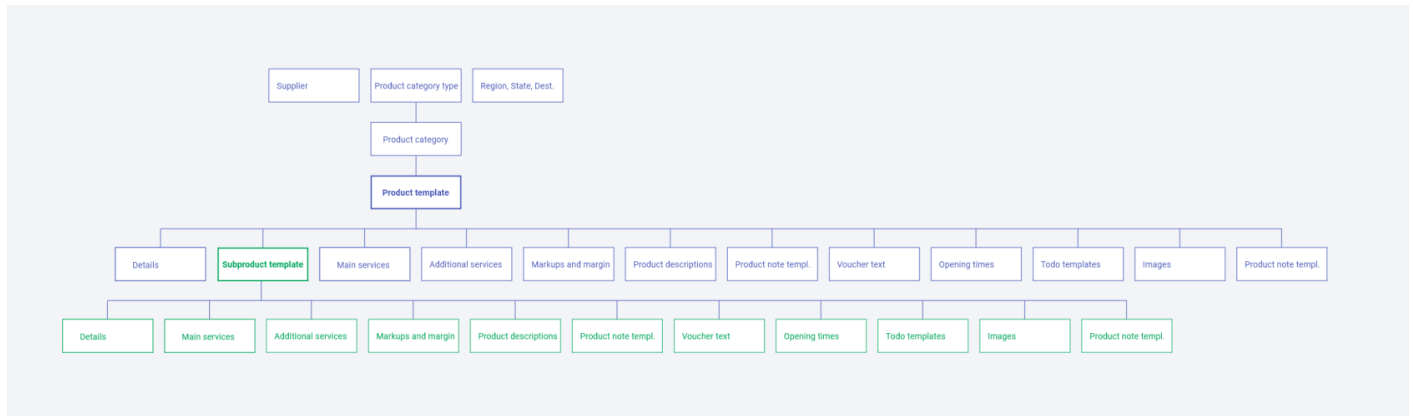 Supplier
Product category type
Region, State, Dest.
Product category
Product template
Details
Subproduct template
Main services
Additional services
Markups and margin
Product descriptions
Product note templ.
Voucher text
Opening times
Todo templates
Images
Product note templ.
Details
Main services
Additional services
Markups and margin
Product descriptions
Product note templ.
Voucher text
Opening times
Todo templates
Images
Product note templ.